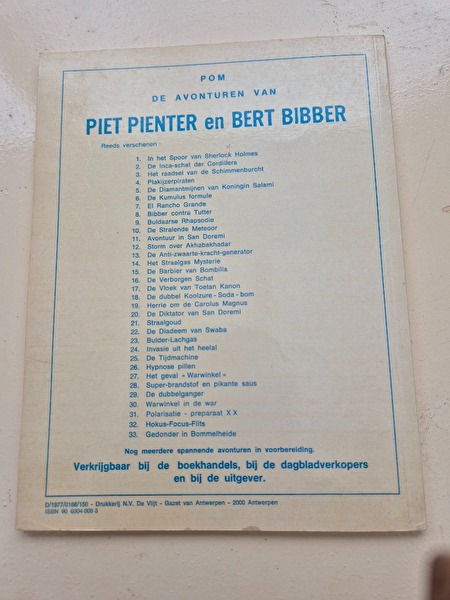 POM
DE AVONTUREN VAN
PIET PIENTER en BERT BIBBER
Reeds verschenen:
1. In het Spoor van Sherlock Holmes
2. De Inca-schat der Cordillera
3. Het raadsel van de Schimmenburcht
4. Plakijzerpiraten
5. De Diamantmijnen van Koningin Salami
6. De Kumulus formule
7. El Rancho Grande
8. Bibber contra Tutter
9. Buldaarse Rhapsodie
10. De Stralende Meteoor
11. Avontuur in San Doremi
12. Storm over Akhabakhadar
13. De Anti-zwaarte-kracht-generator
14. Het Straalgas Mysterie
15. De Barbier van Bombilla
16. De Verborgen Schat
17. De Vloek van Toetan Kanon
18. De dubbel Koolzure - Soda - bom
19. Herrie om de Carolus Magnus
20. De Diktator van San Doremi
21. Straalgoud
22. De Diadeem van Swaba
23. Bulder-Lachgas
24. Invasie uit het heelal
25. De Tijdmachine
26. Hypnose pillen
27. Het geval «Warwinkel»
28. Super-brandstof en pikante saus
29. De dubbelganger
30. Warwinkel in de war
31. Polarisatie - preparaat X X
32. Hokus-Focus-Flits
33. Gedonder in Bommelheide
Nog meerdere spannende avonturen in voorbereiding.
Verkrijgbaar bij de boekhandels, bij de dagbladverkopers
en bij de uitgever.
D/1977/0166/150 - Drukkerij N.V. De Vlijt - Gazet van Antwerpen - 2000 Antwerpen
ISBN 90 6304 008 3